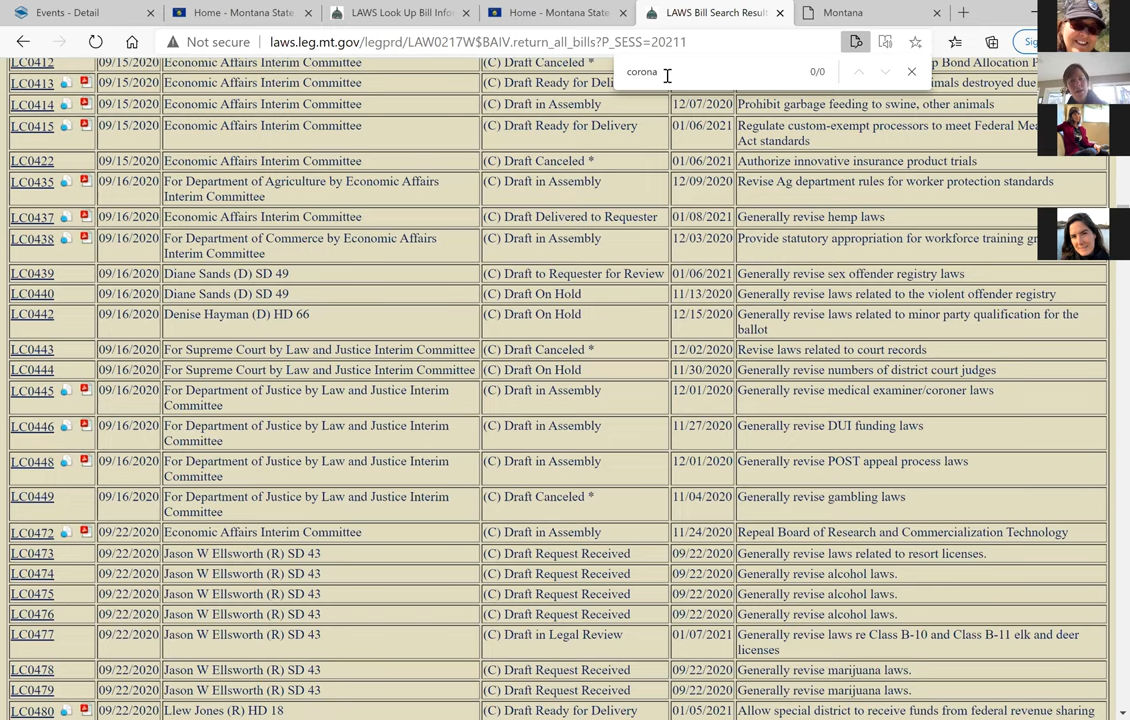 Events - Detail
Home - Montana State
LAWS Look Up Bill Info
Home - Montana State
LAWS Bill Search Result
Montana
Not secure
laws.leg.mt.gov/legprd/LAW0217W$BAIV.return_all_bills?P_SESS=20211
corona
0/0
LC0412 09/15/2020 Economic Affairs Interim Committee (C) Draft Canceled * Bond Allocation
LC0413 09/15/2020 Economic Affairs Interim Committee (C) Draft Ready for destroyed due
LC0414 09/15/2020 Economic Affairs Interim Committee (C) Draft in Assembly 12/07/2020 Prohibit garbage feeding to swine, other animals
LC0415 09/15/2020 Economic Affairs Interim Committee (C) Draft Ready for Delivery 01/06/2021 Regulate custom-exempt processors to meet Federal
Act standards
LC0422 09/15/2020 Economic Affairs Interim Committee (C) Draft Canceled * 01/06/2021 Authorize innovative insurance product trials
LC0435 09/16/2020 For Department of Agriculture by Economic Affairs (C) Draft in Assembly 12/09/2020 Revise Ag department rules for worker protection standards
Interim Committee
LC0437 09/16/2020 Economic Affairs Interim Committee (C) Draft Delivered to Requester 01/08/2021 Generally revise hemp laws
LC0438 09/16/2020 For Department of Commerce by Economic Affairs (C) Draft in Assembly 12/03/2020 Provide statutory appropriation for workforce training
Interim Committee
LC0439 09/16/2020 Diane Sands (D) SD 49 (C) Draft to Requester for Review 01/06/2021 Generally revise sex offender registry laws
LC0440 09/16/2020 Diane Sands (D) SD 49 (C) Draft On Hold 11/13/2020 Generally revise laws related to the violent offender registry
LC0442 09/16/2020 Denise Hayman (D) HD 66 (C) Draft On Hold 12/15/2020 Generally revise laws related to minor party qualification for the
ballot
LC0443 09/16/2020 For Supreme Court by Law and Justice Interim Committee (C) Draft Canceled * 12/02/2020 Revise laws related to court records
LC0444 09/16/2020 For Supreme Court by Law and Justice Interim Committee (C) Draft On Hold 11/30/2020 Generally revise numbers of district court judges
LC0445 09/16/2020 For Department of Justice by Law and Justice Interim (C) Draft in Assembly 12/01/2020 Generally revise medical examiner/coroner laws
Committee
LC0446 09/16/2020 For Department of Justice by Law and Justice Interim (C) Draft in Assembly 11/27/2020 Generally revise DUI funding laws
Committee
LC0448 09/16/2020 For Department of Justice by Law and Justice Interim (C) Draft in Assembly 12/01/2020 Generally revise POST appeal process laws
Committee
LC0449 09/16/2020 For Department of Justice by Law and Justice Interim (C) Draft Canceled * 11/04/2020 Generally revise gambling laws
Committee
LC0472 09/22/2020 Economic Affairs Interim Committee (C) Draft in Assembly 11/24/2020 Repeal Board of Research and Commercialization Technology
LC0473 09/22/2020 Jason W Ellsworth (R) SD 43 (C) Draft Request Received 09/22/2020 Generally revise laws related to resort licenses.
LC0474 09/22/2020 Jason W Ellsworth (R) SD 43 (C) Draft Request Received 09/22/2020 Generally revise alcohol laws.
LC0475 09/22/2020 Jason W Ellsworth (R) SD 43 (C) Draft Request Received 09/22/2020 Generally revise alcohol laws.
LC0476 09/22/2020 Jason W Ellsworth (R) SD 43 (C) Draft Request Received 09/22/2020 Generally revise alcohol laws.
LC0477 09/22/2020 Jason W Ellsworth (R) SD 43 (C) Draft in Legal Review 01/07/2021 Generally revise laws re Class B-10 and Class B-11 elk and deer
licenses
LC0478 09/22/2020 Jason W Ellsworth (R) SD 43 (C) Draft Request Received 09/22/2020 Generally revise marijuana laws.
LC0479 09/22/2020 Jason W Ellsworth (R) SD 43 (C) Draft Request Received 09/22/2020 Generally revise marijuana laws.
LC0480 09/22/2020 Llew Jones (R) HD 18 (C) Draft Ready for Delivery 01/05/2021 Allow special district to receive funds from federal revenue sharing